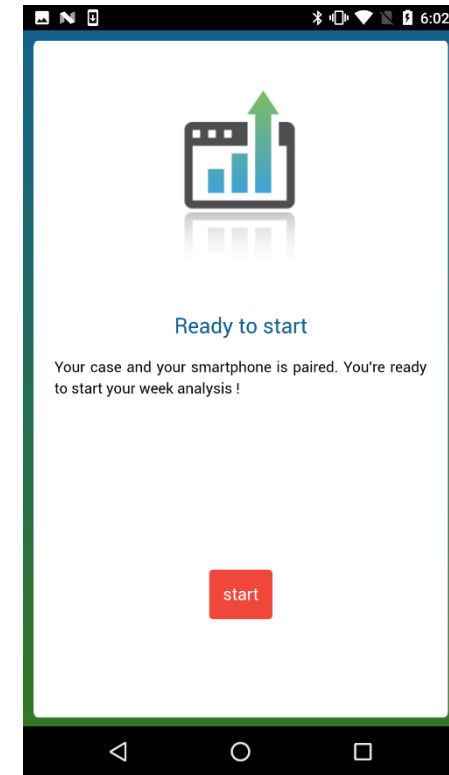 6:02
Ready to start
Your case and your smartphone is paired. You're ready
to start your week analysis !
start